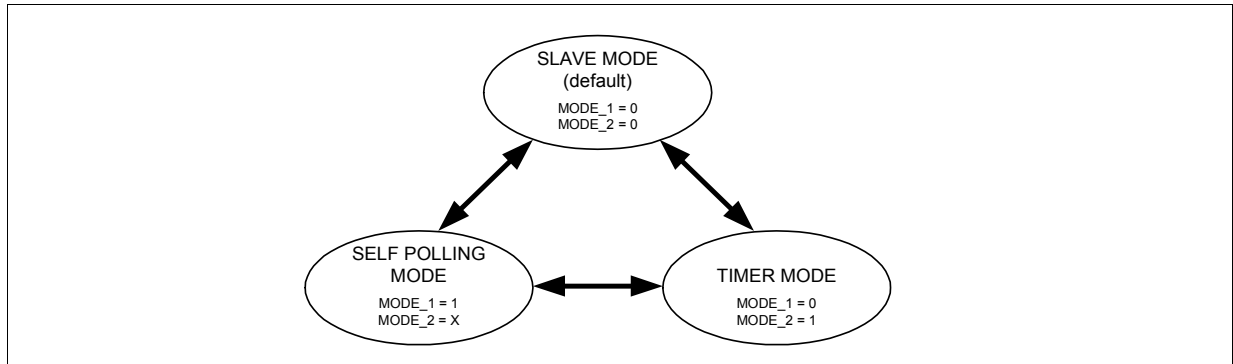 SLAVE MODE
(default)
MODE_1 = 0
MODE_2 = 0
SELF POLLING
MODE
MODE_1 = 1
MODE_2 = X
TIMER MODE
MODE_1 = 0
MODE_2 = 1